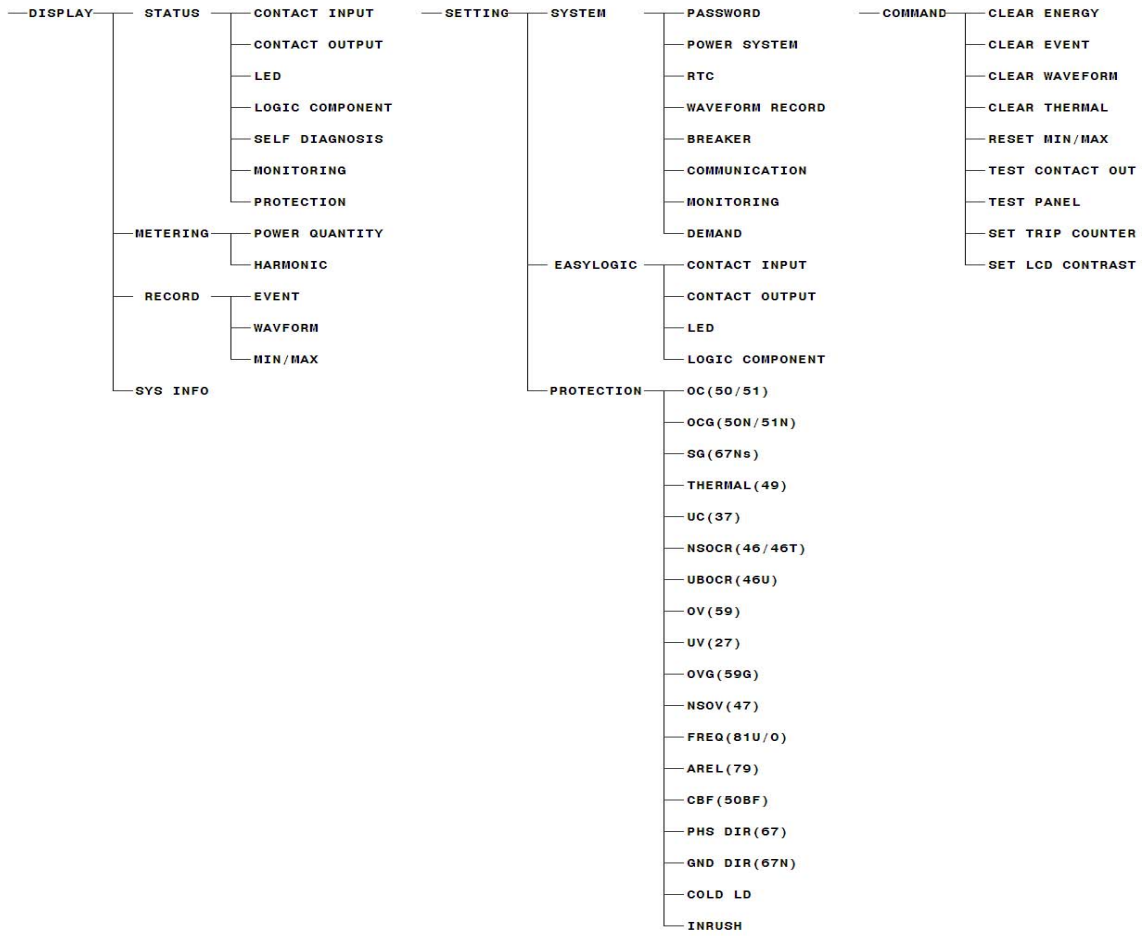 DISPLAY STATUS CONTACT INPUT
CONTACT OUTPUT
LED
LOGIC COMPONENT
SELF DIAGNOSIS
MONITORING
PROTECTION
METERING POWER QUANTITY
HARMONIC
RECORD EVENT
WAVFORM
MIN/MAX
SYS INFO
SETTING SYSTEM PASSWORD
POWER SYSTEM
RTC
WAVEFORM RECORD
BREAKER
COMMUNICATION
MONITORING
DEMAND
EASYLOGIC CONTACT INPUT
CONTACT OUTPUT
LED
LOGIC COMPONENT
PROTECTION OC(50/51)
OCG(50N/51N)
SG(67Ns)
THERMAL(49)
UC(37)
NSOCR(46/46T)
UBOCR(46U)
OV(59)
UV(27)
OVG(59G)
NSOV(47)
FREQ(81U/O)
AREL(79)
CBF(50BF)
PHS DIR(67)
GND DIR(67N)
COLD LD
INRUSH
COMMAND CLEAR ENERGY
CLEAR EVENT
CLEAR WAVEFORM
CLEAR THERMAL
RESET MIN/MAX
TEST CONTACT OUT
TEST PANEL
SET TRIP COUNTER
SET LCD CONTRAST